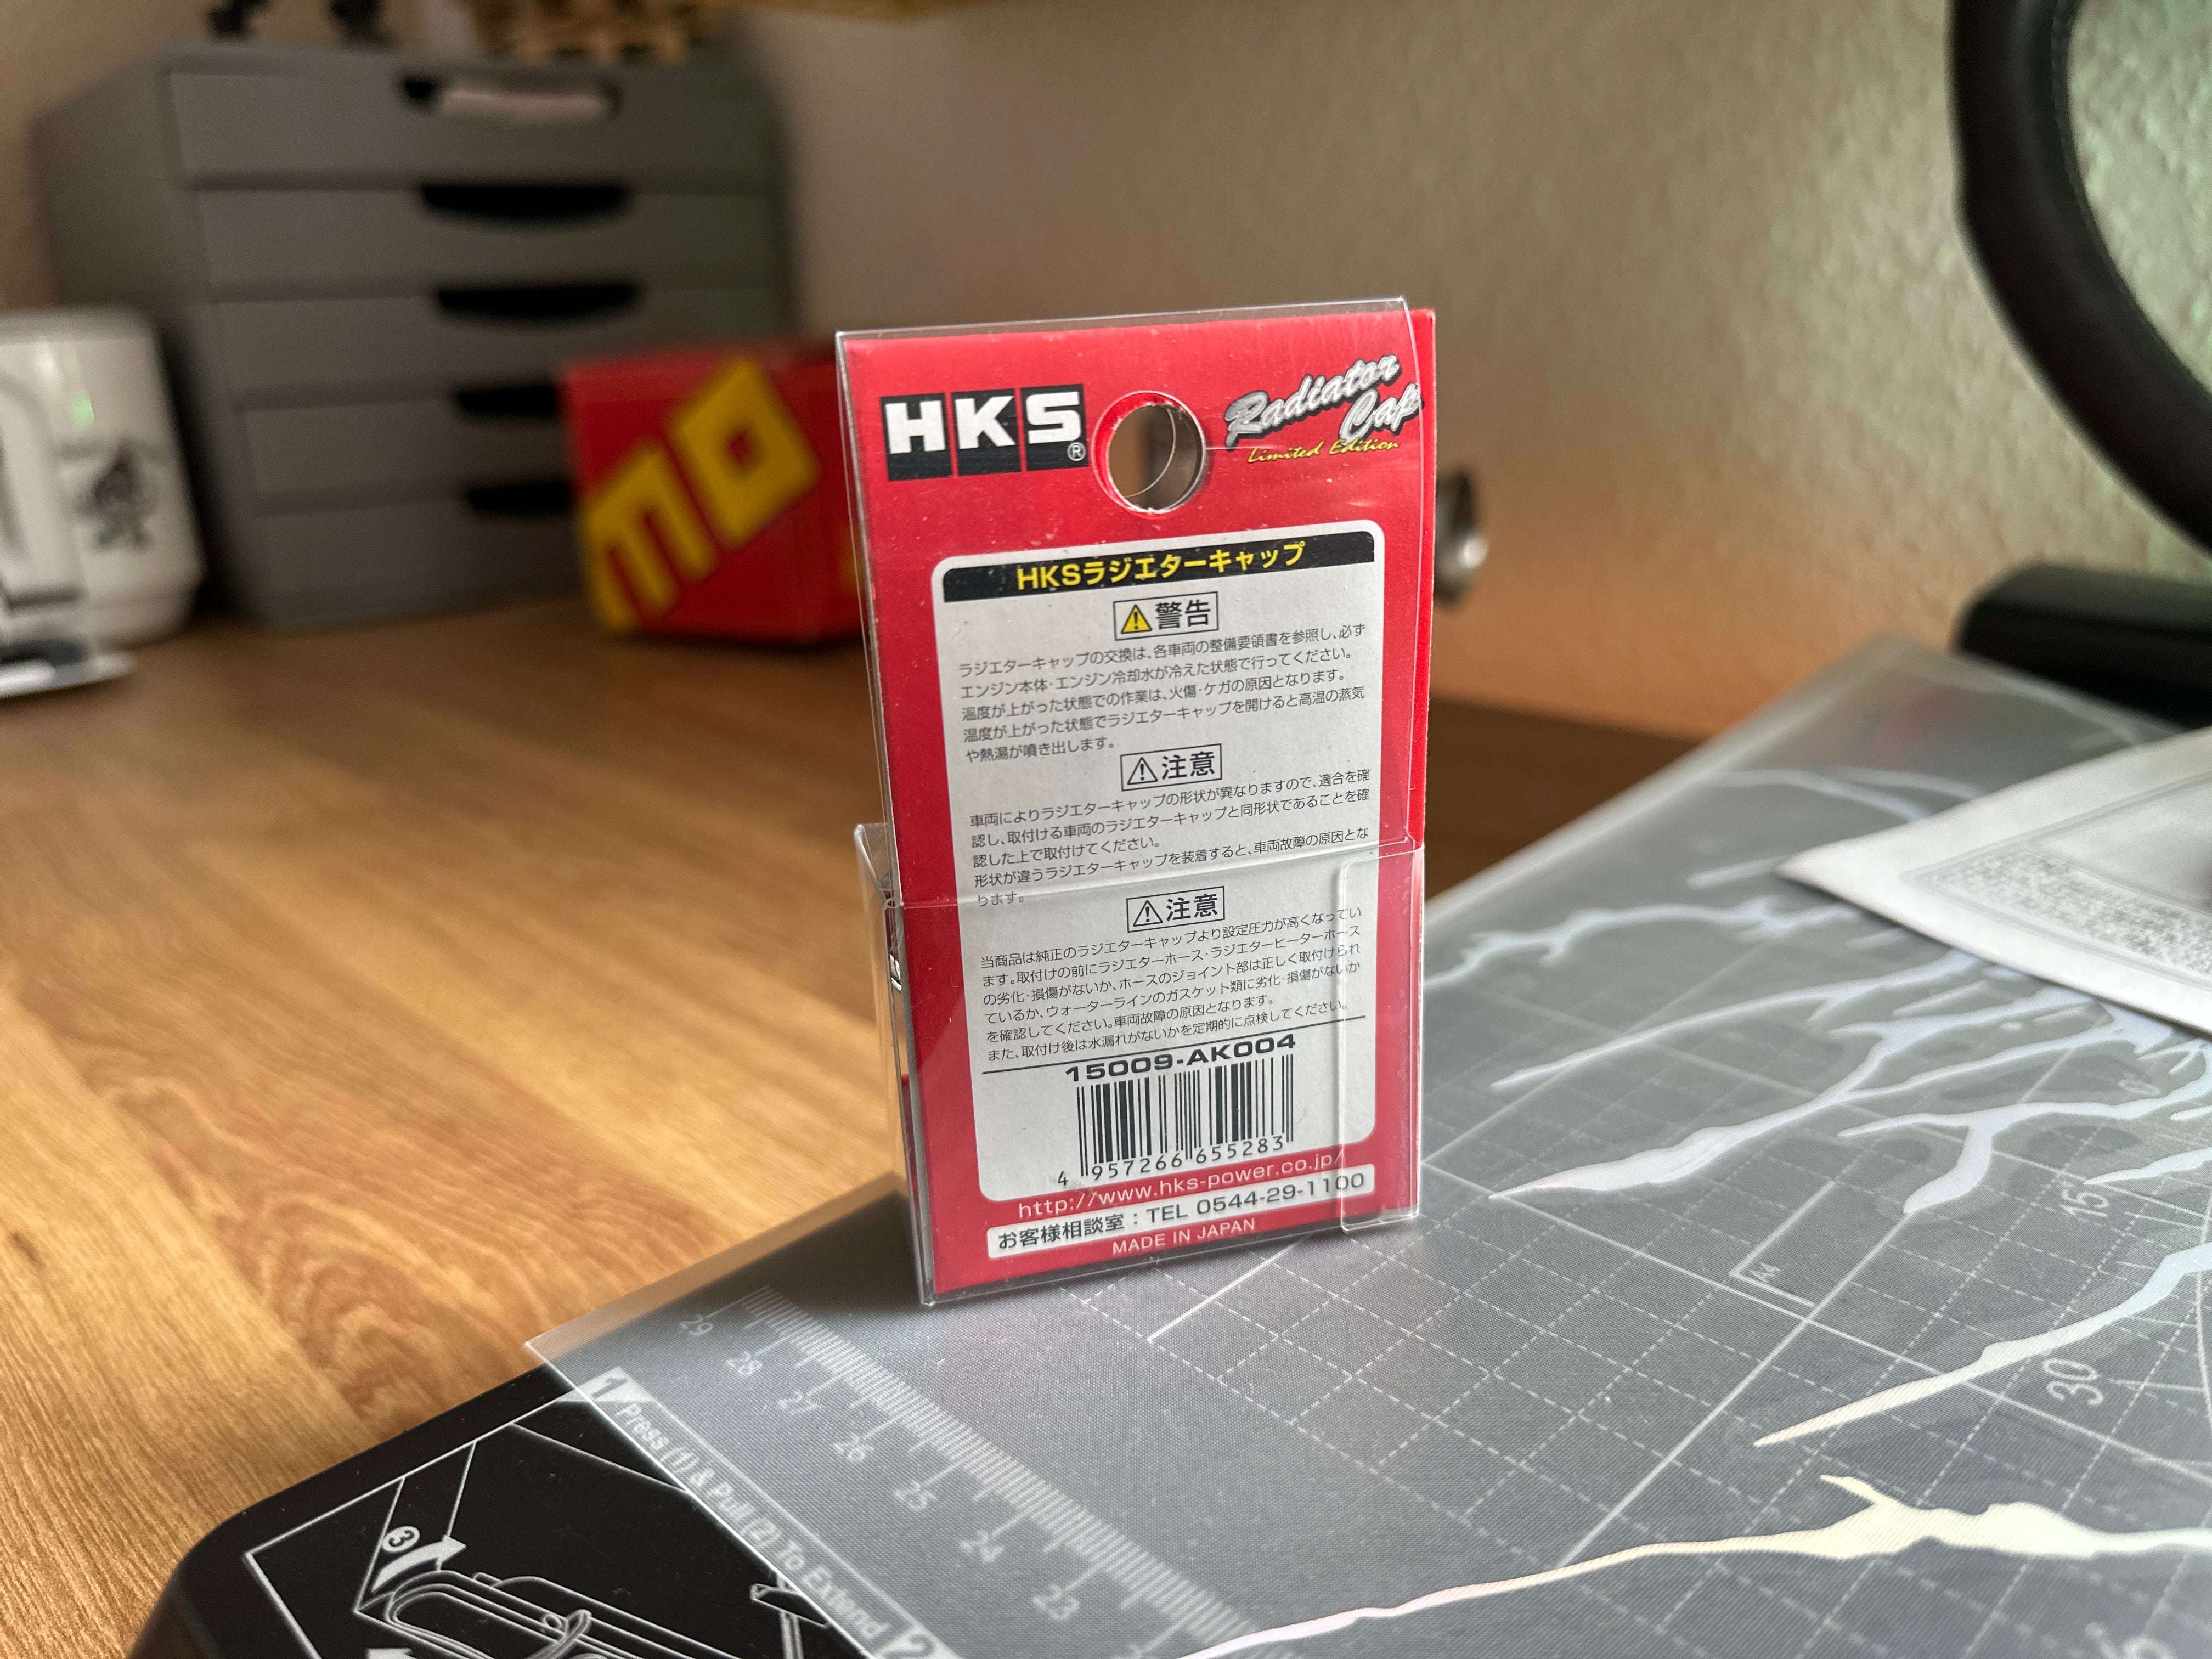 HKS®
Radiator
Cap
Limited Edition
MO
HKSラジエターキャップ
警告
ラジエターキャップの交換は、各車両の整備要領書を参照し、必ず
エンジン本体・エンジン冷却水が冷えた状態で行ってください。
温度が上がった状態での作業は、火傷・ケガの原因となります。
温度が上がった状態でラジエターキャップを開けると高温の蒸気
や熱湯が噴き出します。
注意
車両によりラジエターキャップの形状が異なりますので、適合を確
認し、取付ける車両のラジエターキャップと同形状であることを確
認した上で取付けてください。
形状が違うラジエターキャップを装着すると、車両故障の原因とな
ります。
注意
当商品は純正のラジエターキャップより設定圧力が高くなってい
ます。取付けの前にラジエターホース・ラジエターヒーターホース
の劣化・損傷がないか、ホースのジョイント部は正しく取付けられ
ているか、ウォーターラインのガスケット類に劣化・損傷がないか
を確認してください。車両故障の原因となります。
また、取付け後は水漏れがないかを定期的に点検してください。
15009-AK004
4 957266 655283
http://www.hks-power.co.jp/
お客様相談室：TEL 0544-29-1100
MADE IN JAPAN
29
28
27
26
25
24
23
A4
15°
30
1 Press (1) & Pull (2) To Extend
2
3